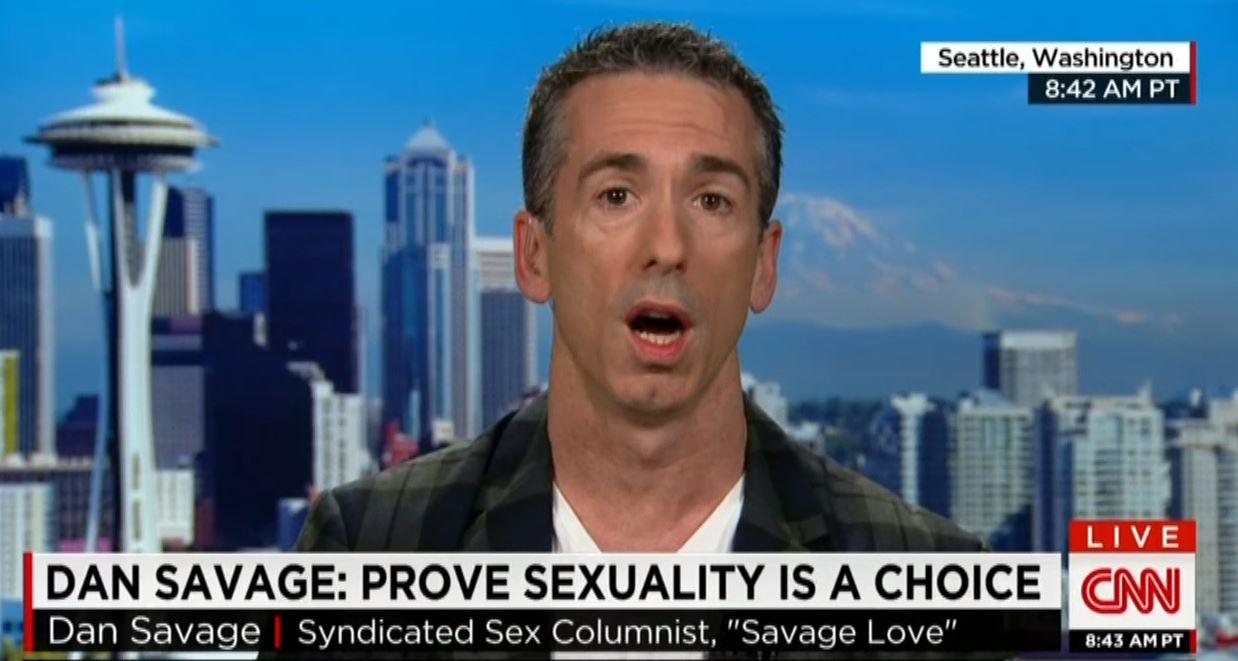 Seattle, Washington
8:42 AM PT
DAN SAVAGE: PROVE SEXUALITY IS A CHOICE
Dan Savage | Syndicated Sex Columnist, "Savage Love"
LIVE
CNN
8:43 AM PT